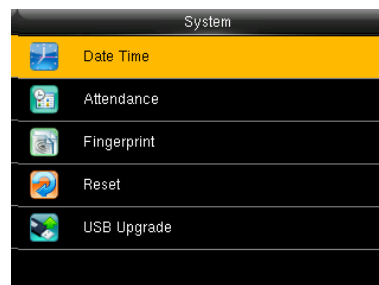 System
Date Time
Attendance
Fingerprint
Reset
USB Upgrade